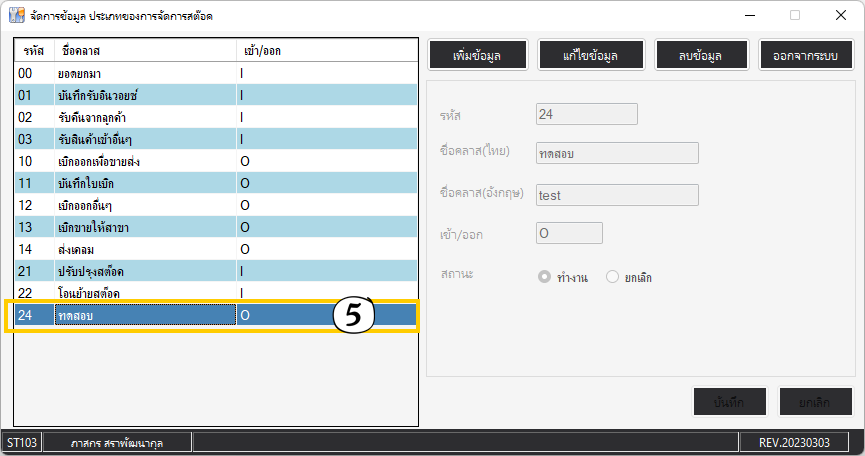 จัดการข้อมูล ประเภทของการจัดการสต๊อค
รหัส ชื่อคลาส เข้า/ออก
00 ยอดยกมา I
01 บันทึกรับอินวอยซ์ I
02 รับคืนจากลูกค้า I
03 รับสินค้าเข้าอื่นๆ I
10 เบิกออกเพื่อขายส่ง O
11 บันทึกใบเบิก O
12 เบิกออกอื่นๆ O
13 เบิกขายให้สาขา O
14 ส่งเคลม O
21 ปรับปรุงสต๊อค I
22 โอนย้ายสต๊อค I
24 ทดสอบ O
5
เพิ่มข้อมูล แก้ไขข้อมูล ลบข้อมูล ออกจากระบบ
รหัส 24
ชื่อคลาส(ไทย) ทดสอบ
ชื่อคลาส(อังกฤษ) test
เข้า/ออก O
สถานะ ทำงาน ยกเลิก
บันทึก ยกเลิก
ST103 ภาสกร สราพัฒนากุล REV.20230303